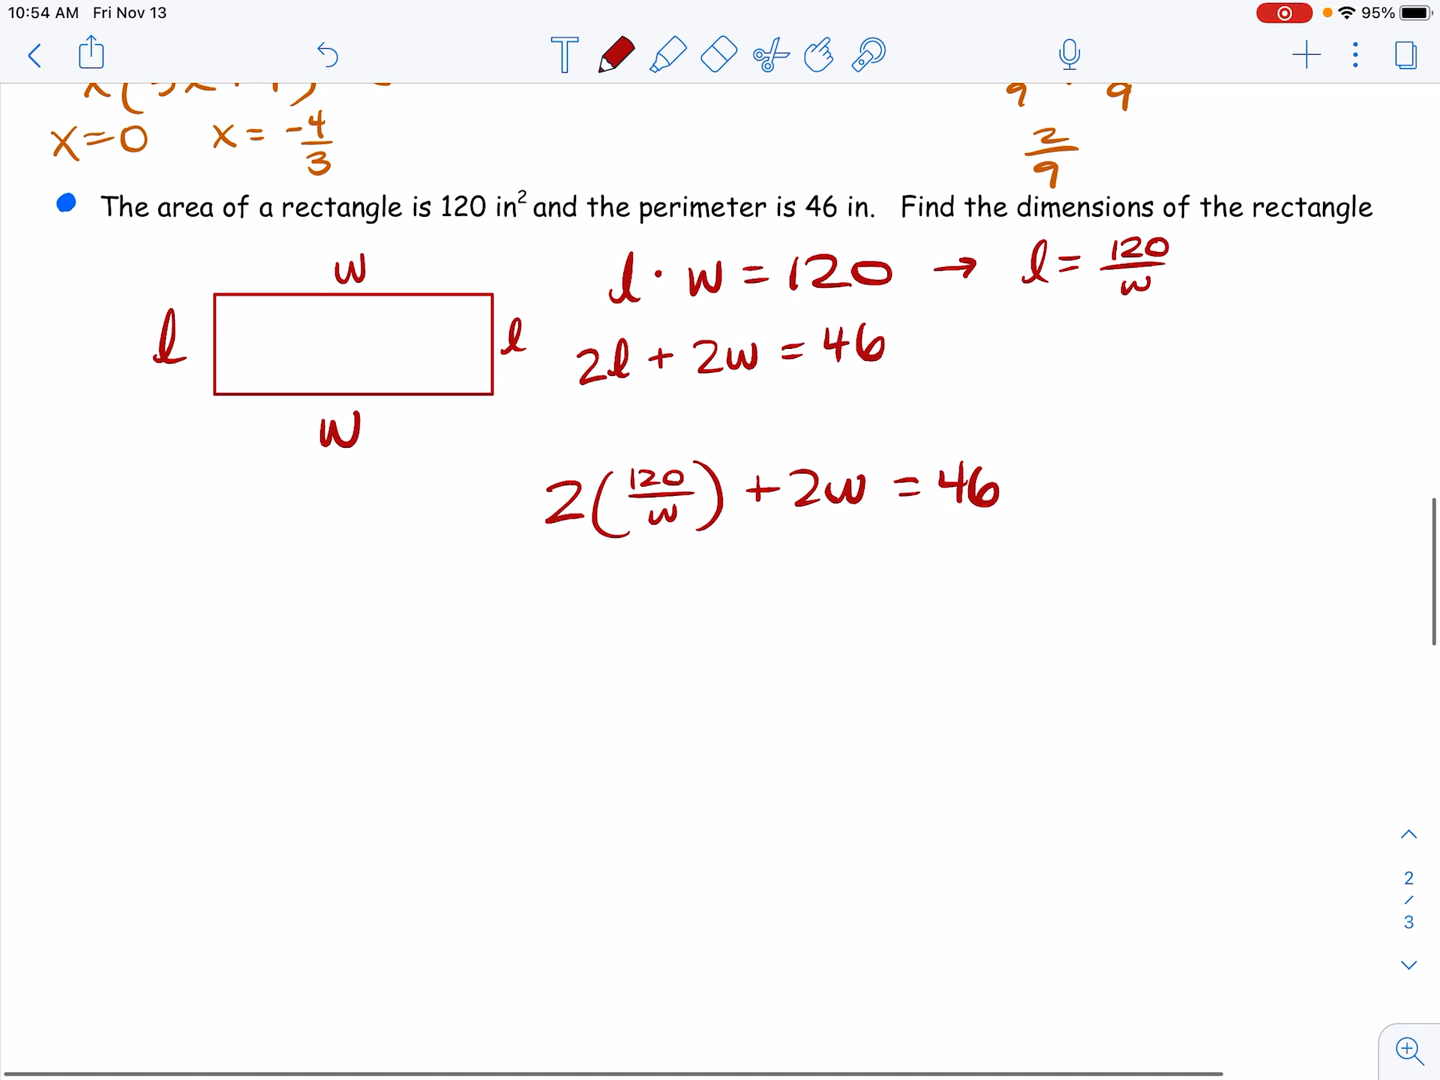 10:54 AM Fri Nov 13 95%
T
9 9
x=0 x = -4/3
2/9
The area of a rectangle is 120 in² and the perimeter is 46 in. Find the dimensions of the rectangle
w
l · w = 120 → l = 120/w
l l
2l + 2w = 46
w
2(120/w) + 2w = 46
2
/
3